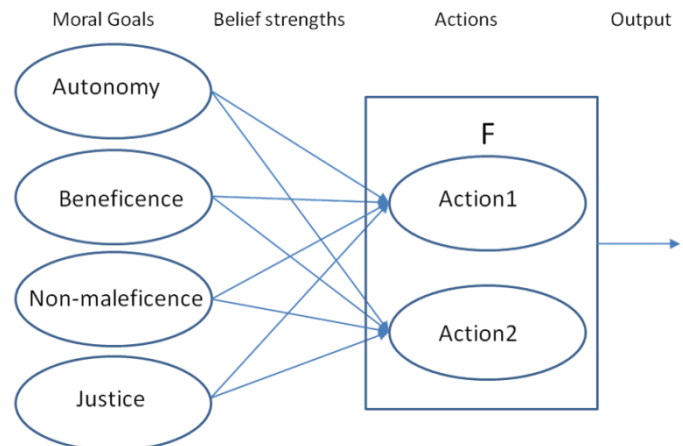 Moral Goals Belief strengths Actions Output
Autonomy
F
Beneficence
Action1
Non-maleficence
Action2
Justice